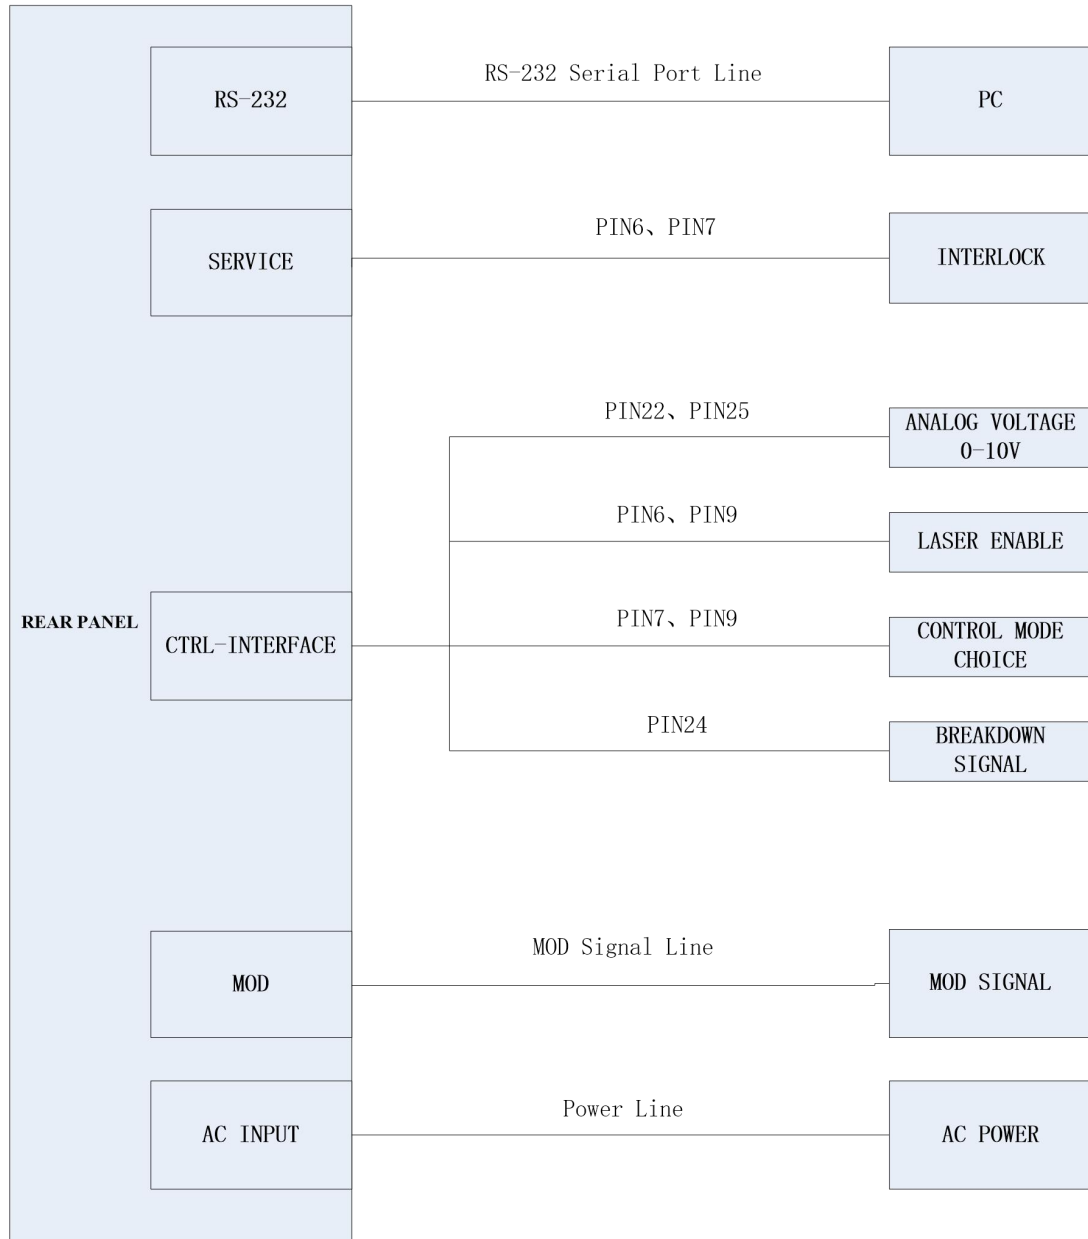 RS-232 Serial Port Line
RS-232
PC
PIN6、PIN7
SERVICE
INTERLOCK
PIN22、PIN25
ANALOG VOLTAGE
0-10V
PIN6、PIN9
LASER ENABLE
REAR PANEL
CTRL-INTERFACE
PIN7、PIN9
CONTROL MODE
CHOICE
PIN24
BREAKDOWN
SIGNAL
MOD Signal Line
MOD
MOD SIGNAL
Power Line
AC INPUT
AC POWER